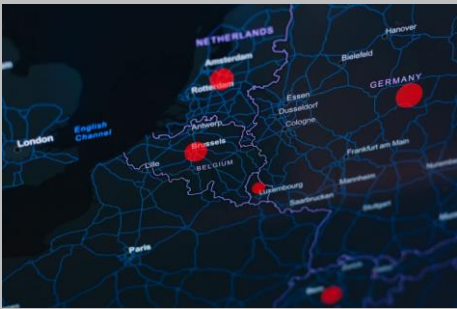 Hanover
NETHERLANDS
Amsterdam
Bielefeld
GERMANY
Rotterdam
Essen
Dusseldorf
Cologne
Antwerp
English
Channel
London
Brussels
BELGIUM
Lille
Frankfurt am Main
Luxembourg
Mannheim
Saarbrucken
Stuttgart
Paris